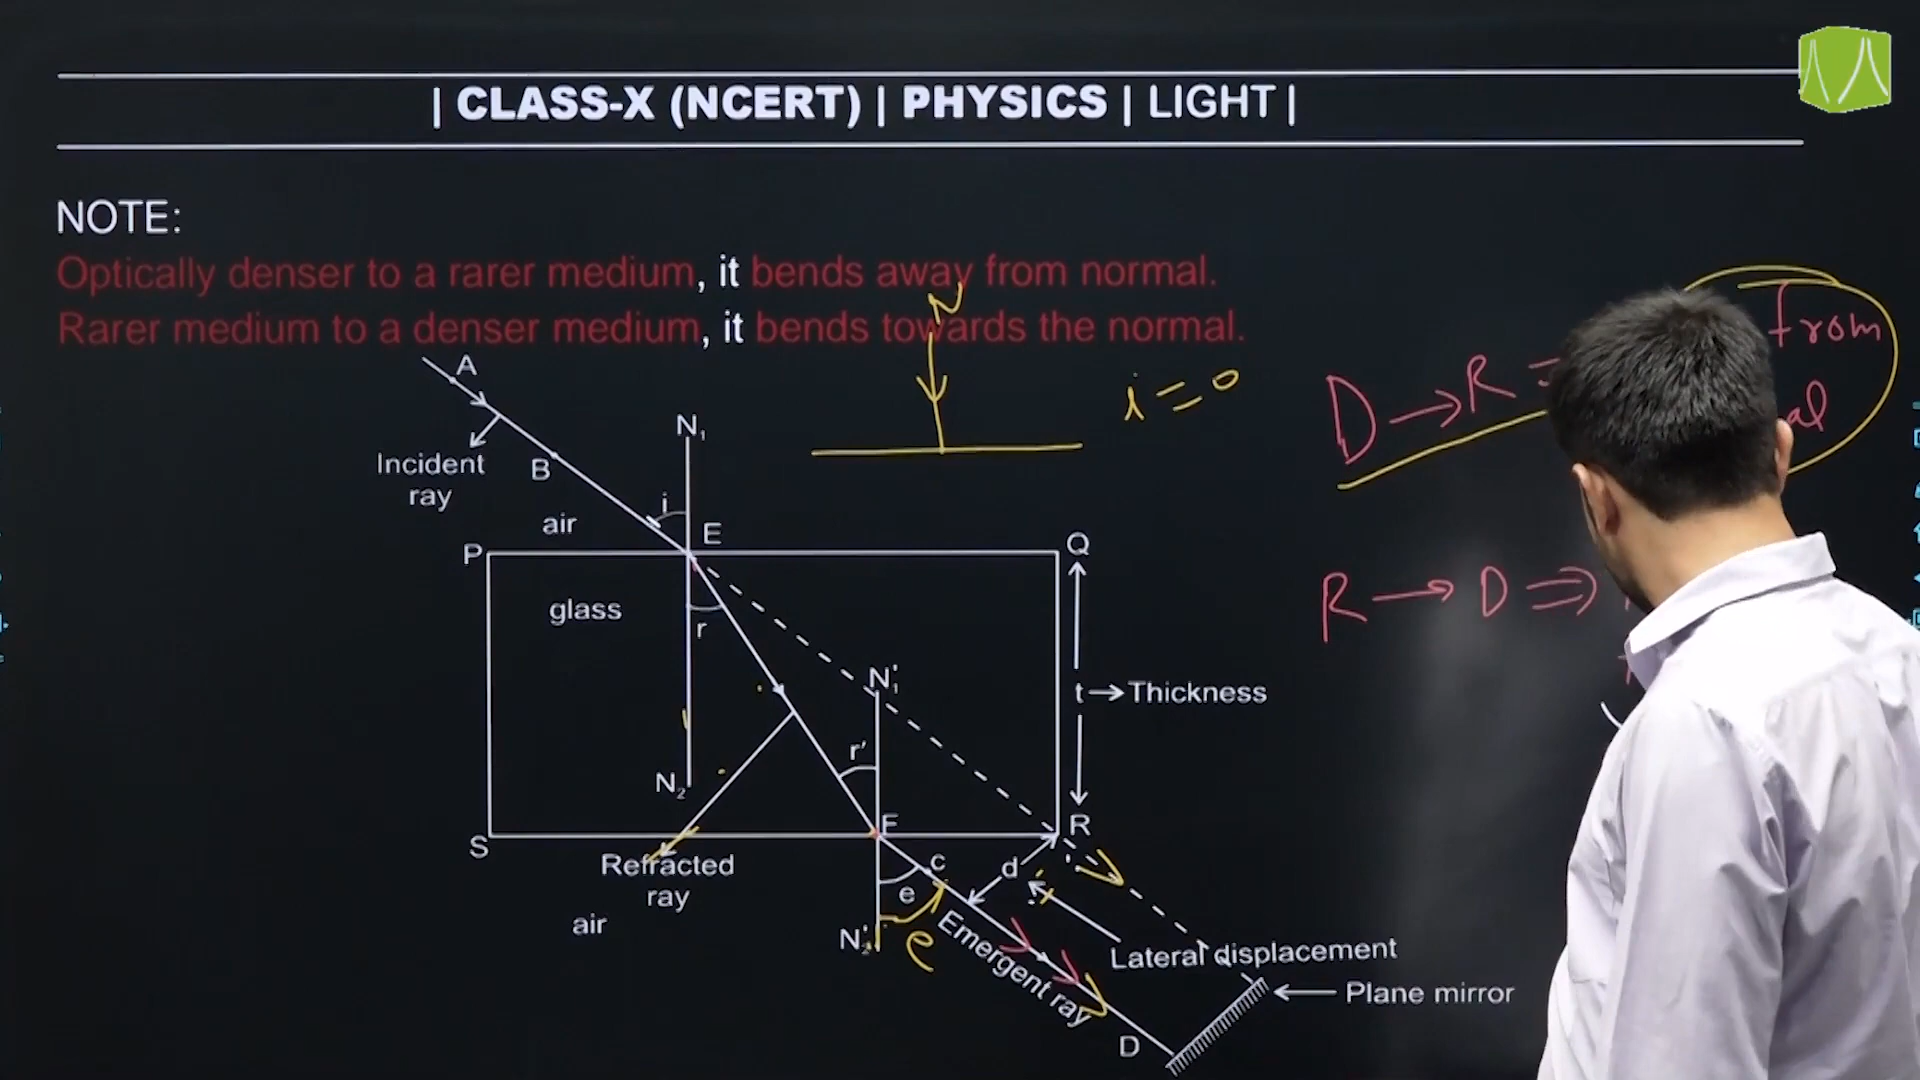 | CLASS-X (NCERT) | PHYSICS | LIGHT |
NOTE:
Optically denser to a rarer medium, it bends away from normal.
Rarer medium to a denser medium, it bends towards the normal.
N
i = 0
D → R = from
al
R → D ⇒
A
Incident
ray
B
air
i
N₁
E
P
Q
glass
r
N₁'
t → Thickness
r'
N₂
F
R
S
Refracted
ray
air
c
d
e
e
N₂'
Emergent ray
Lateral displacement
Plane mirror
D